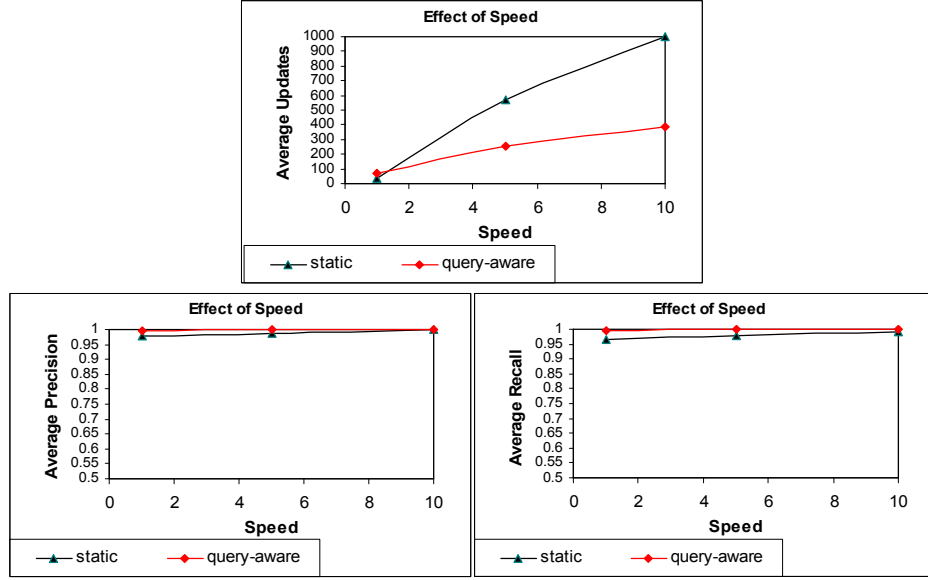 Effect of Speed
Average Updates
1000
900
800
700
600
500
400
300
200
100
0
0 2 4 6 8 10
Speed
static query-aware
Effect of Speed
Average Precision
1
0.95
0.9
0.85
0.8
0.75
0.7
0.65
0.6
0.55
0.5
0 2 4 6 8 10
Speed
static query-aware
Effect of Speed
Average Recall
1
0.95
0.9
0.85
0.8
0.75
0.7
0.65
0.6
0.55
0.5
0 2 4 6 8 10
Speed
static query-aware